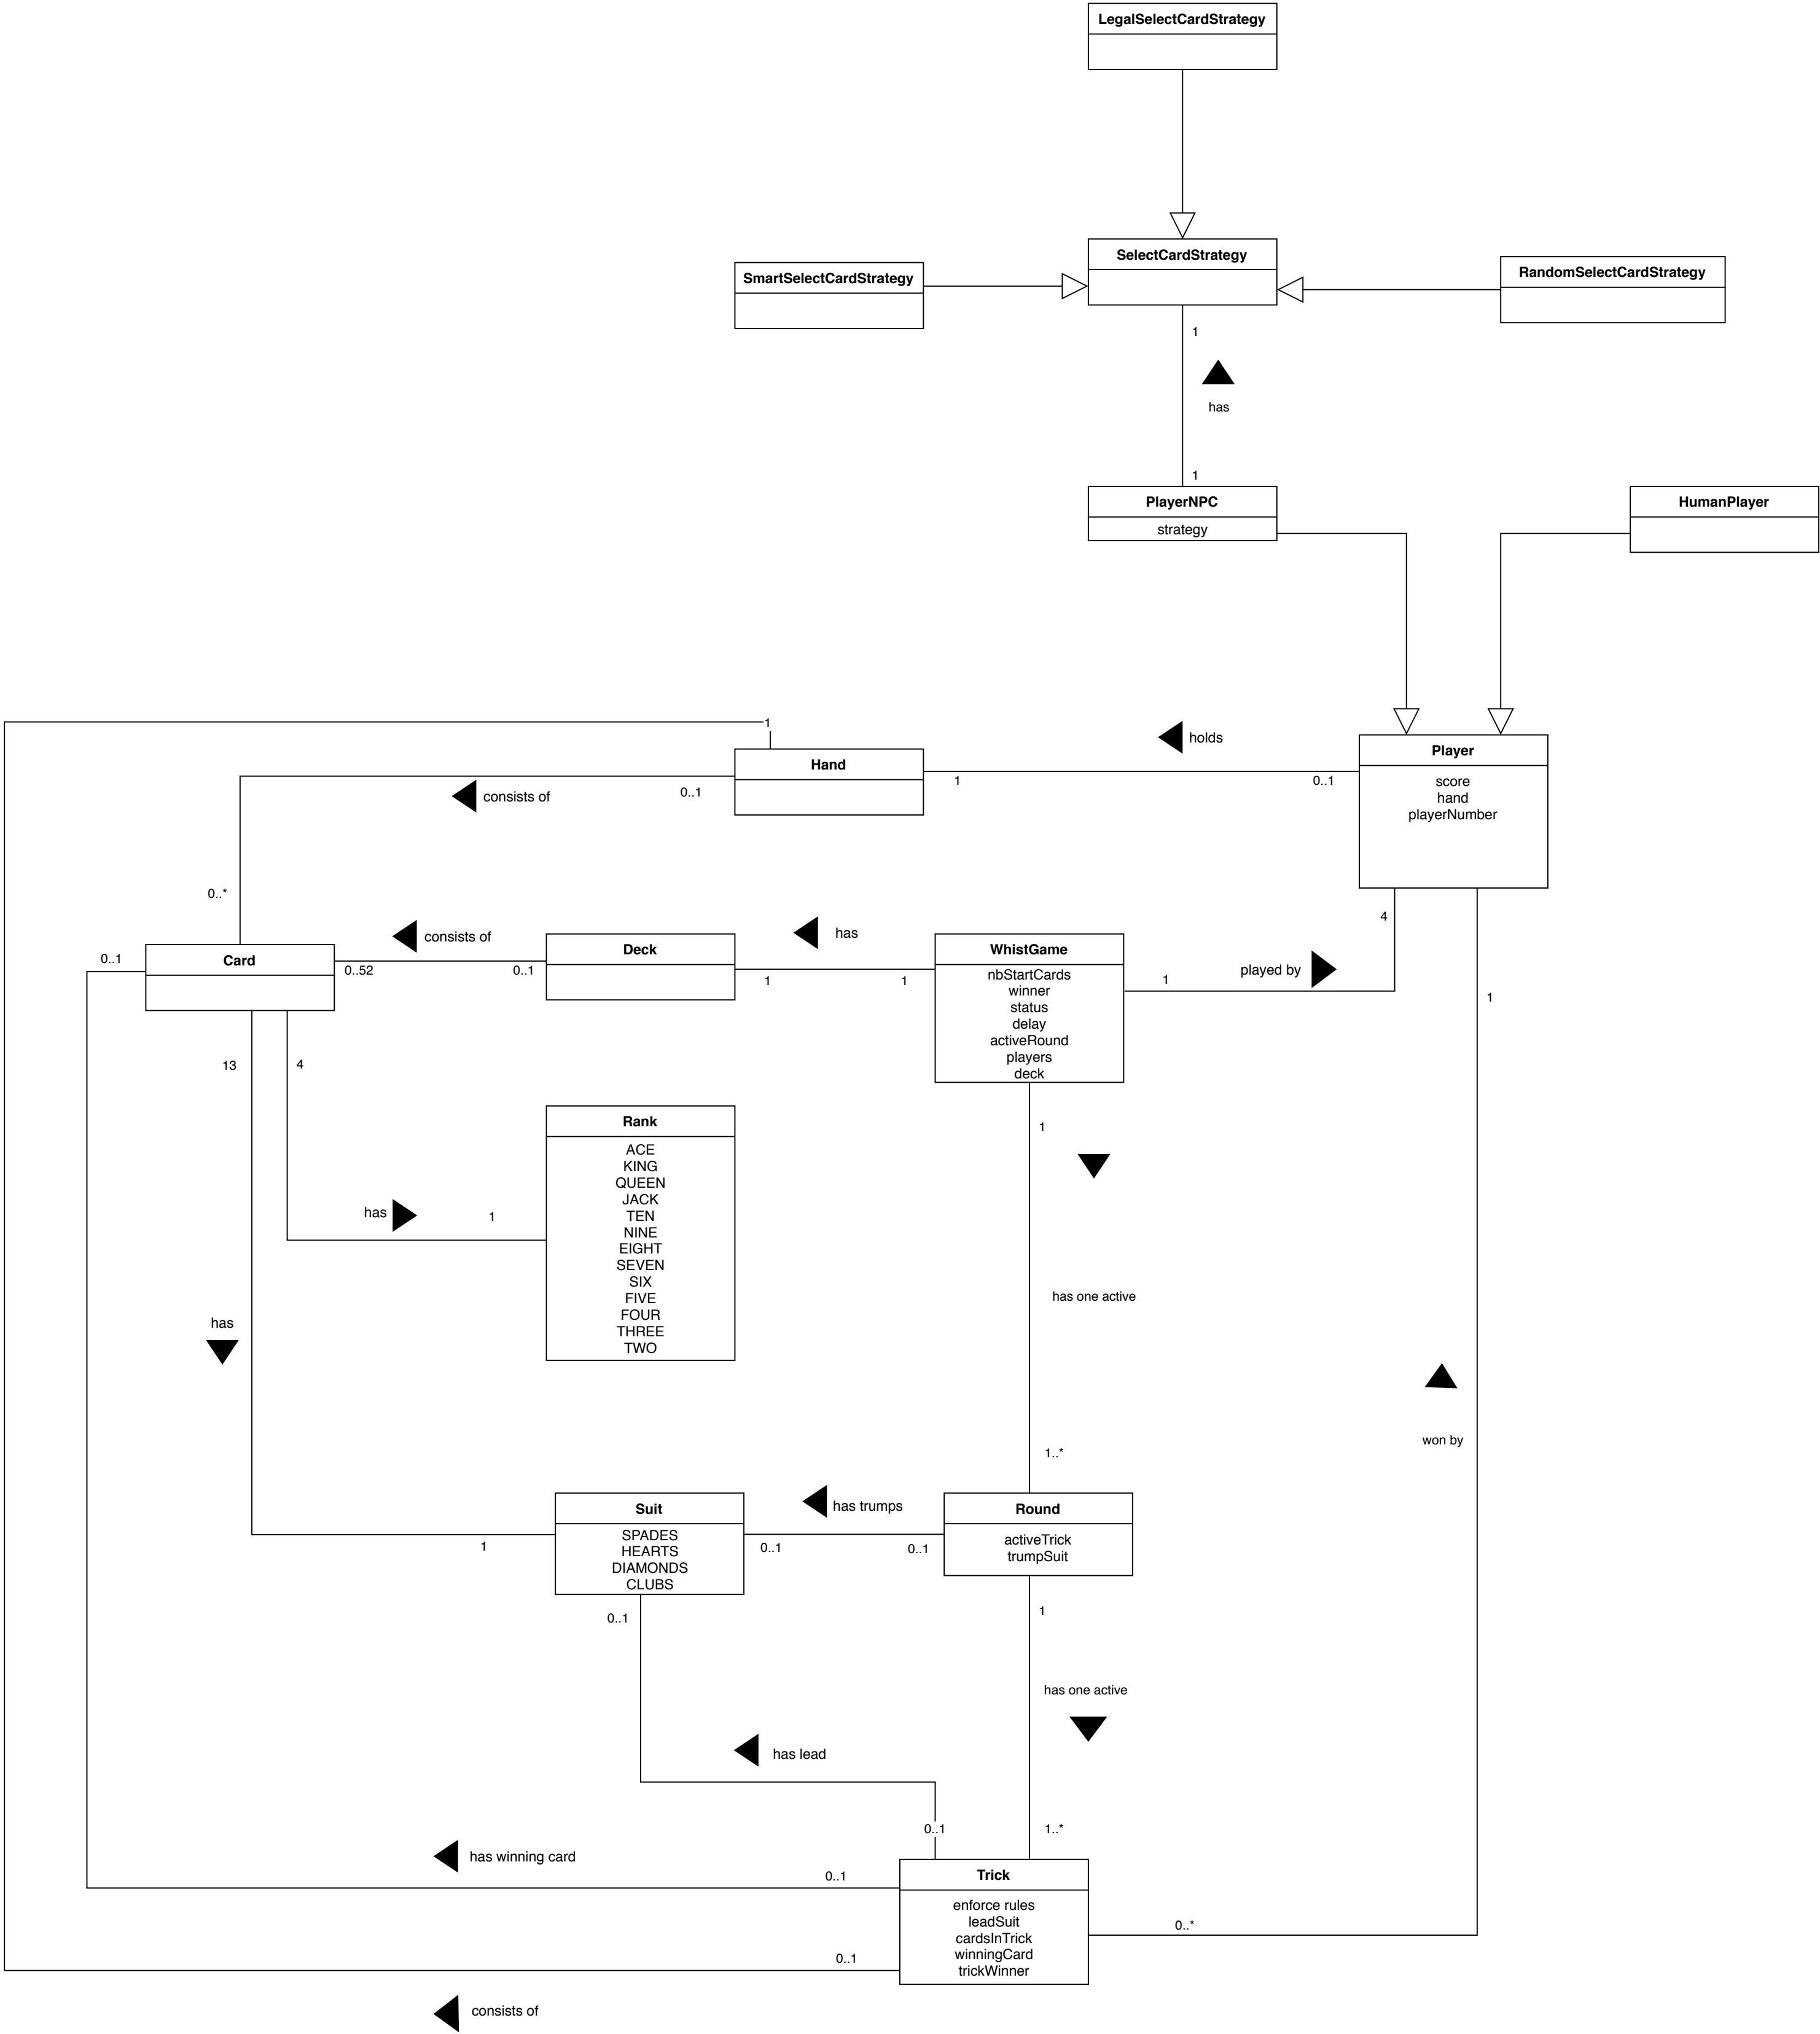 LegalSelectCardStrategy
SelectCardStrategy
SmartSelectCardStrategy
RandomSelectCardStrategy
1
has
1
PlayerNPC
strategy
HumanPlayer
1
holds
Player
score
hand
playerNumber
Hand
1
0..1
consists of
0..1
0..*
4
has
consists of
Deck
WhistGame
nbStartCards
winner
status
delay
activeRound
players
deck
Card
0..1
0..52
0..1
1
1
1
played by
1
13
4
Rank
ACE
KING
QUEEN
JACK
TEN
NINE
EIGHT
SEVEN
SIX
FIVE
FOUR
THREE
TWO
1
has
1
has one active
has
won by
1..*
Suit
SPADES
HEARTS
DIAMONDS
CLUBS
has trumps
Round
activeTrick
trumpSuit
1
0..1
0..1
0..1
1
has one active
has lead
0..1
1..*
has winning card
0..1
Trick
enforce rules
leadSuit
cardsInTrick
winningCard
trickWinner
0..*
0..1
consists of